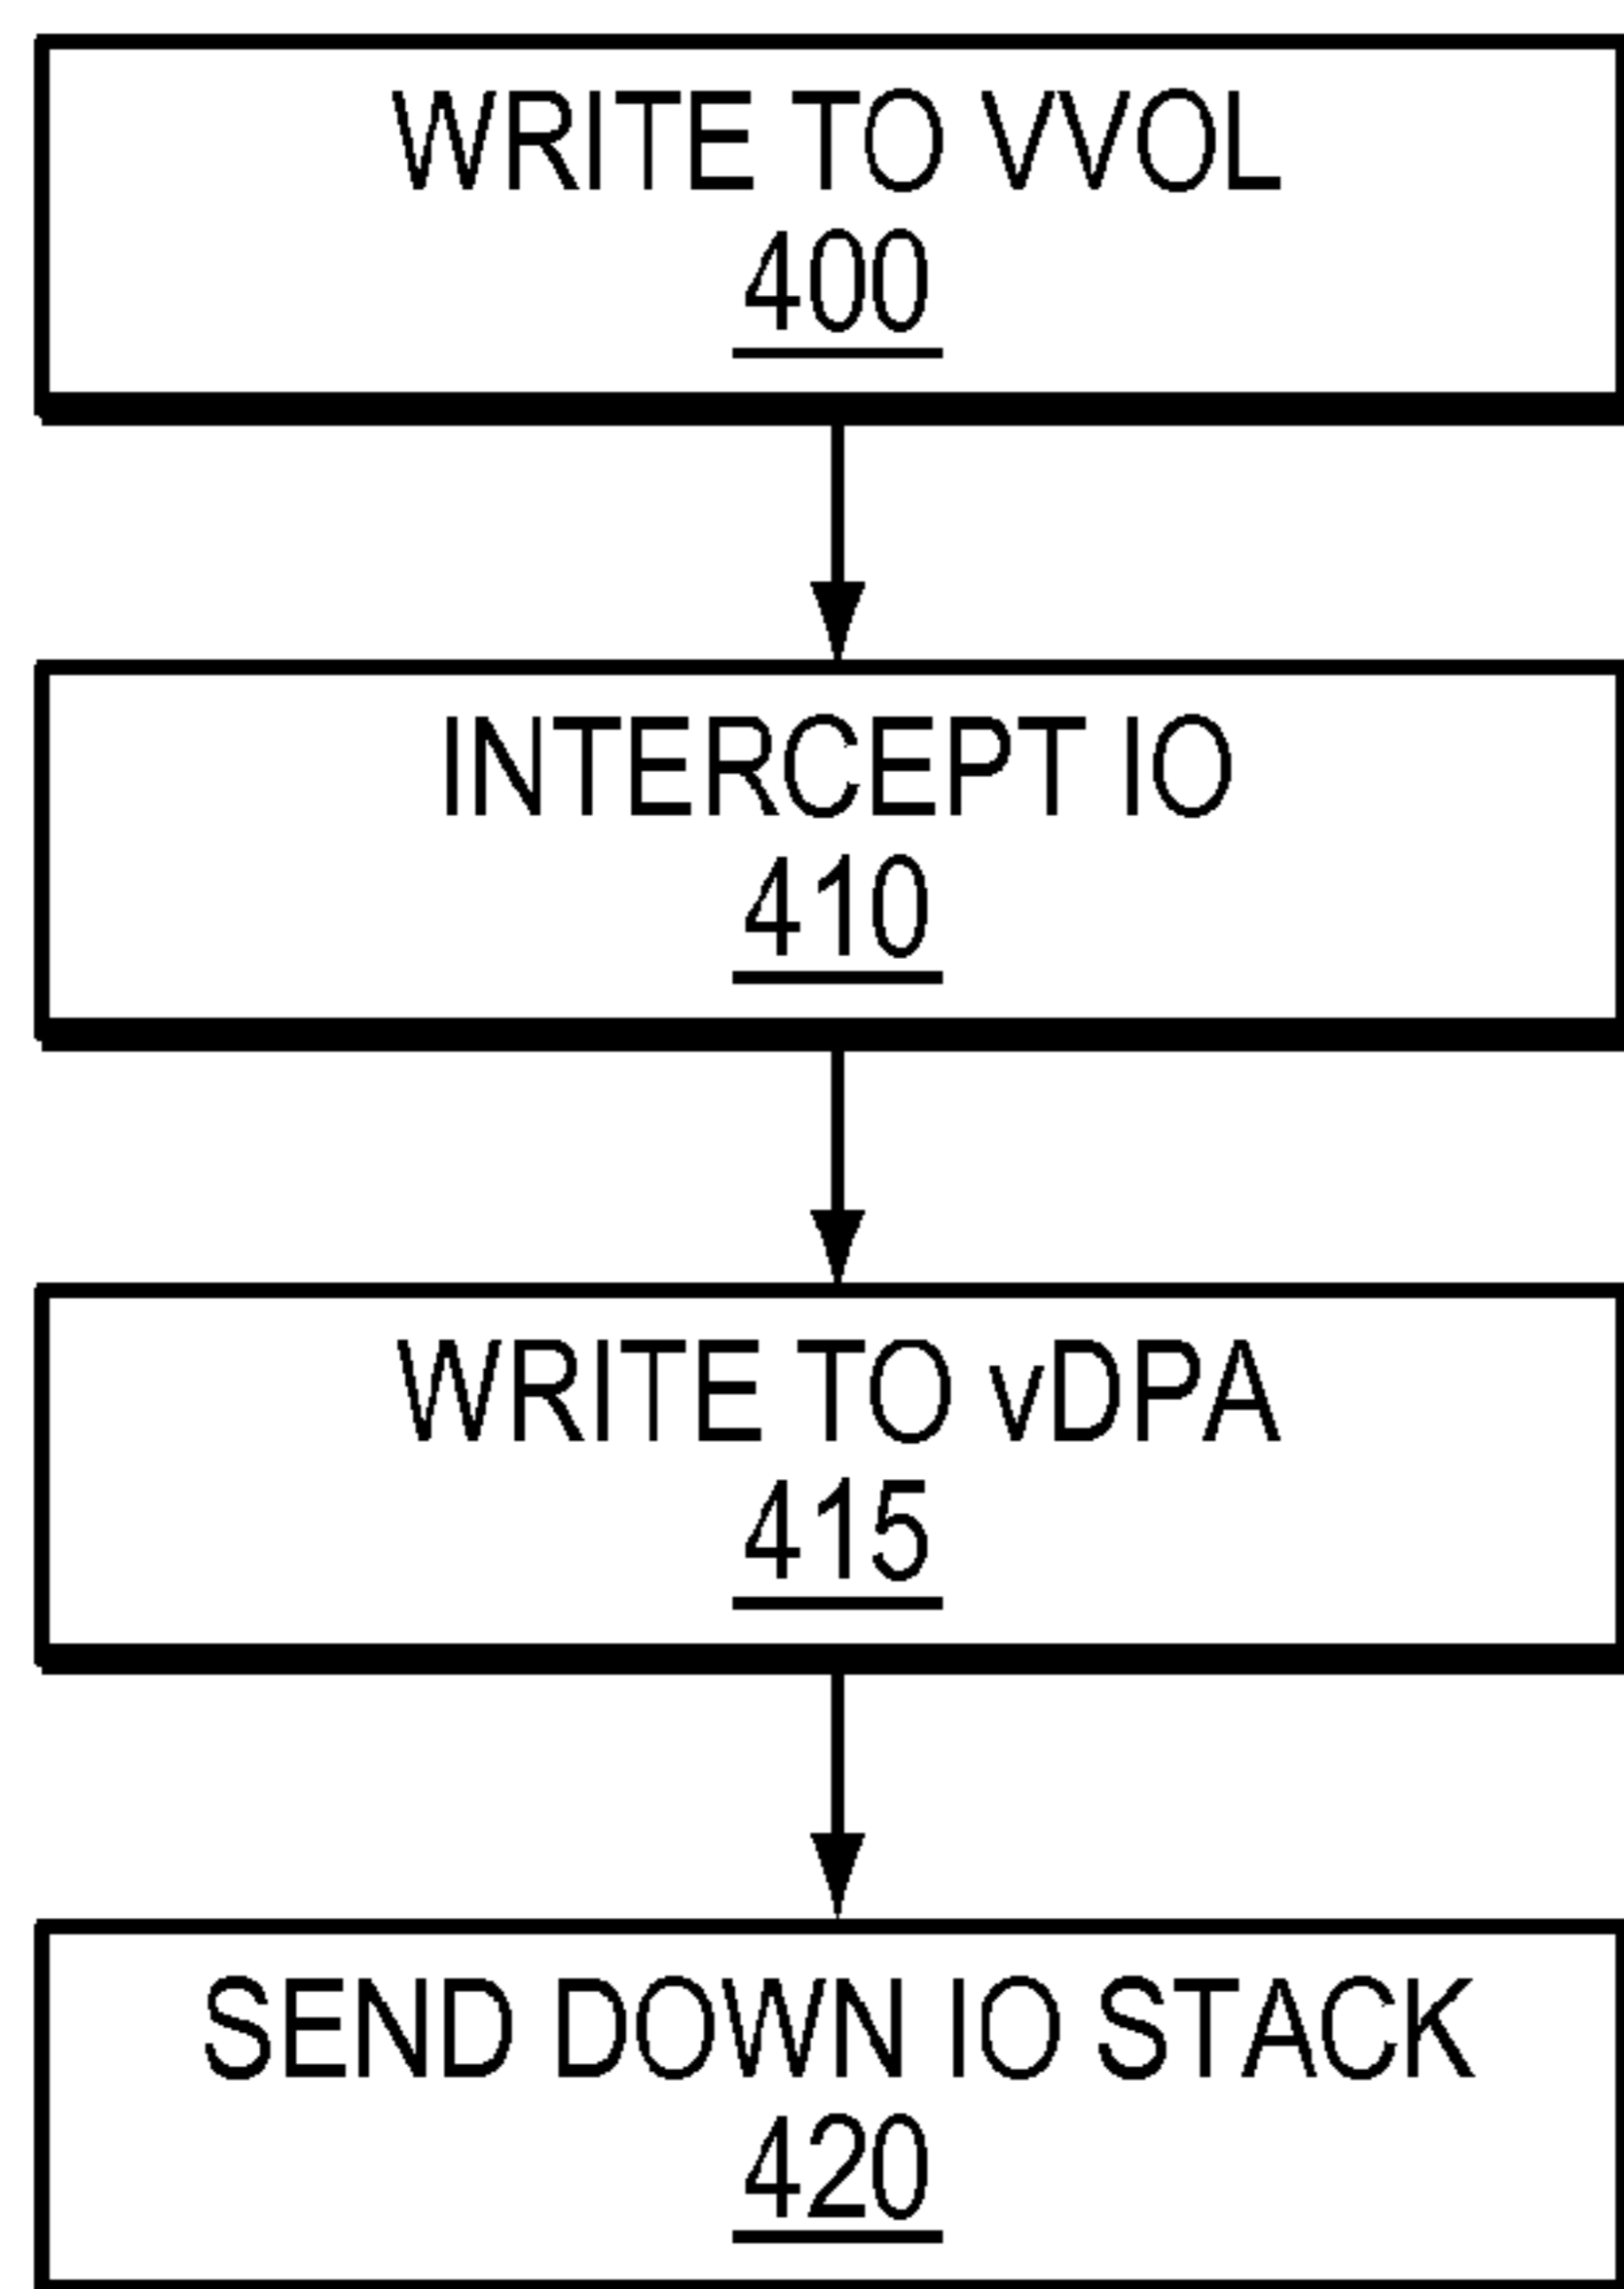 WRITE TO VVOL
400
INTERCEPT IO
410
WRITE TO vDPA
415
SEND DOWN IO STACK
420